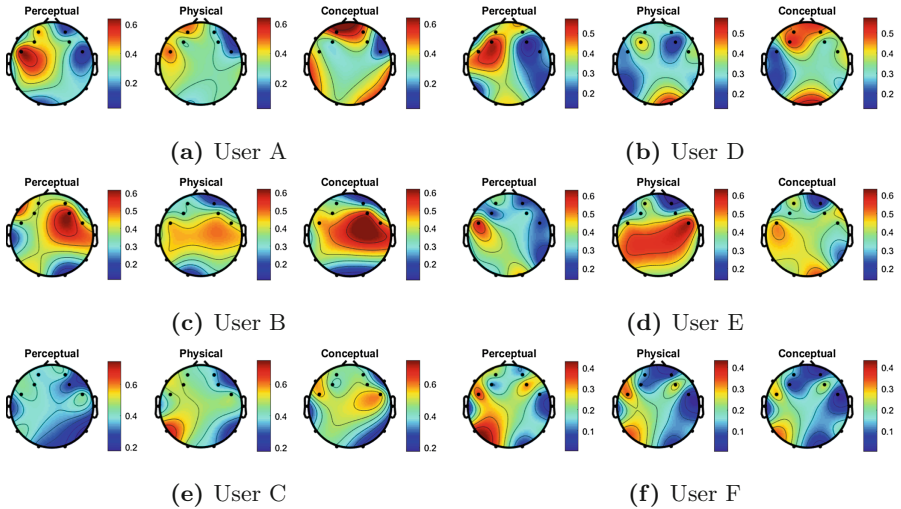 Perceptual Physical Conceptual Perceptual Physical Conceptual
0.6 0.4 0.2 0.6 0.4 0.2 0.6 0.4 0.2 0.5 0.4 0.3 0.2 0.5 0.4 0.3 0.2 0.5 0.4 0.3 0.2
(a) User A (b) User D
Perceptual Physical Conceptual Perceptual Physical Conceptual
0.6 0.5 0.4 0.3 0.2 0.6 0.5 0.4 0.3 0.2 0.6 0.5 0.4 0.3 0.2 0.6 0.5 0.4 0.3 0.2 0.6 0.5 0.4 0.3 0.2 0.6 0.5 0.4 0.3 0.2
(c) User B (d) User E
Perceptual Physical Conceptual Perceptual Physical Conceptual
0.6 0.4 0.2 0.6 0.4 0.2 0.6 0.4 0.2 0.4 0.3 0.2 0.1 0.4 0.3 0.2 0.1 0.4 0.3 0.2 0.1
(e) User C (f) User F